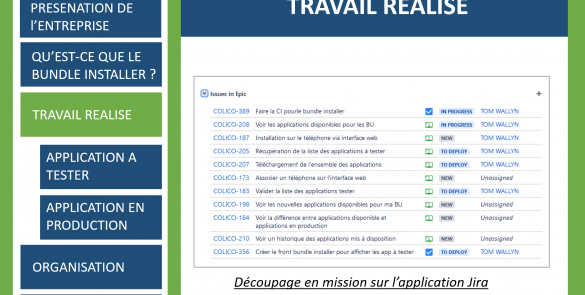 PRESENATION DE
l'ENTREPRISE
QU'EST-CE QUE LE
BUNDLE INSTALLER ?
TRAVAIL REALISE
APPLICATION A
TESTER
APPLICATION EN
PRODUCTION
ORGANISATION
TRAVAIL REALISE
Issues in Epic +
COLICO-389 Faire la CI pourle bundle installer IN PROGRESS TOM WALLYN
COLICO-208 Voir les applications disponibles pour les BU IN PROGRESS TOM WALLYN
COLICO-187 Installation sur le téléphone via interface web NEW TOM WALLYN
COLICO-205 Récupération de la liste des applications à tester TO DEPLOY TOM WALLYN
COLICO-207 Téléchargement de l'ensemble des applications TO DEPLOY TOM WALLYN
COLICO-173 Associer un téléphone sur l'interface web NEW Unassigned
COLICO-183 Valider la liste des applications tester TO DEPLOY TOM WALLYN
COLICO-198 Voir les nouvelles applications disponibles pour ma BU NEW Unassigned
COLICO-184 Voir la différence entre applications disponible et
applications en production NEW Unassigned
COLICO-210 Voir un historique des applications mis à disposition NEW Unassigned
COLICO-356 Créer le front bundle installer pour afficher les app à tester TO DEPLOY TOM WALLYN
Découpage en mission sur l'application Jira